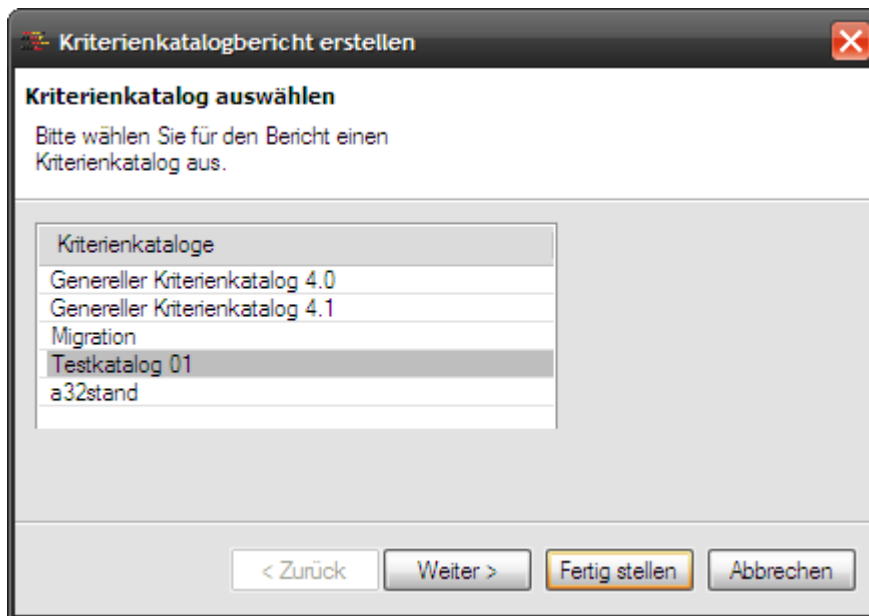 Kriterienkatalogbericht erstellen
Kriterienkatalog auswählen
Bitte wählen Sie für den Bericht einen
Kriterienkatalog aus.
Kriterienkataloge
Genereller Kriterienkatalog 4.0
Genereller Kriterienkatalog 4.1
Migration
Testkatalog 01
a32stand
< Zurück Weiter > Fertig stellen Abbrechen